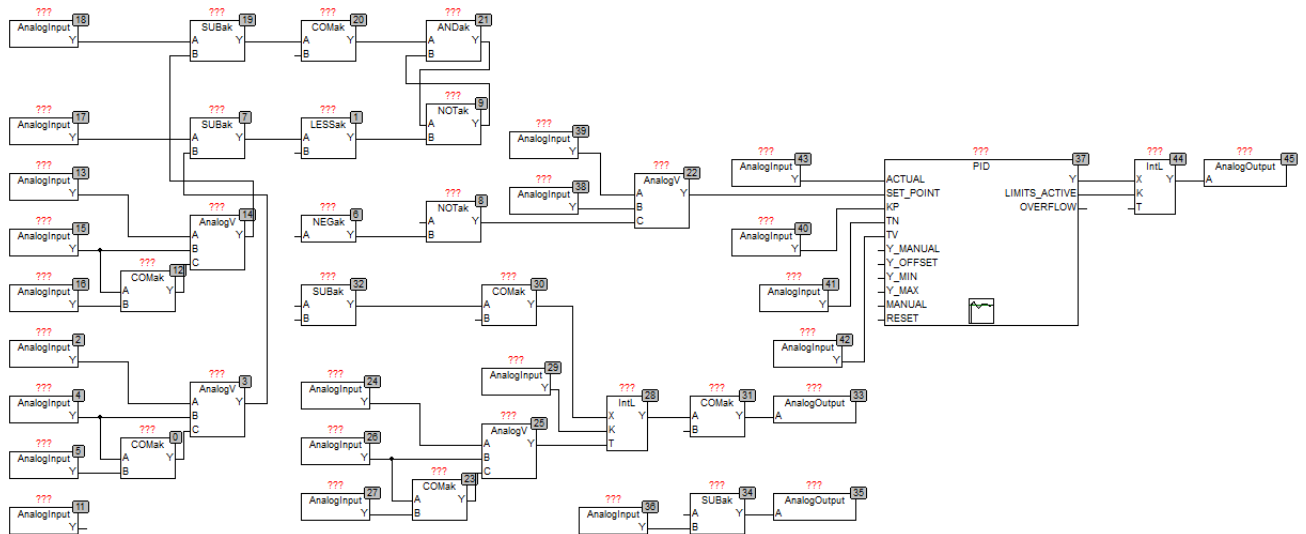 ??? 18
AnalogInput
Y
??? 19
SUBak
A Y
B
??? 20
COMak
A Y
B
??? 21
ANDak
A Y
B
??? 17
AnalogInput
Y
??? 7
SUBak
A Y
B
??? 1
LESSak
A Y
B
??? 9
NOTak
A Y
B
??? 39
AnalogInput
Y
??? 13
AnalogInput
Y
??? 38
AnalogInput
Y
??? 22
AnalogV
A Y
B
C
??? 43
AnalogInput
Y
??? 37
PID
ACTUAL Y
SET_POINT LIMITS_ACTIVE
KP OVERFLOW
TN
TV
Y_MANUAL
Y_OFFSET
Y_MIN
Y_MAX
MANUAL
RESET
??? 44
IntL
X Y
K
T
??? 45
AnalogOutput
A
??? 15
AnalogInput
Y
??? 14
AnalogV
A Y
B
C
??? 6
NEGak
A Y
??? 8
NOTak
A Y
B
??? 40
AnalogInput
Y
??? 16
AnalogInput
Y
??? 12
COMak
A Y
B
??? 32
SUBak
A Y
B
??? 30
COMak
A Y
B
??? 41
AnalogInput
Y
??? 2
AnalogInput
Y
??? 42
AnalogInput
Y
??? 4
AnalogInput
Y
??? 3
AnalogV
A Y
B
C
??? 24
AnalogInput
Y
??? 29
AnalogInput
Y
??? 28
IntL
X Y
K
T
??? 31
COMak
A Y
B
??? 33
AnalogOutput
A
??? 5
AnalogInput
Y
??? 0
COMak
A Y
B
??? 26
AnalogInput
Y
??? 25
AnalogV
A Y
B
C
??? 11
AnalogInput
Y
??? 27
AnalogInput
Y
??? 23
COMak
A Y
B
??? 36
AnalogInput
Y
??? 34
SUBak
A Y
B
??? 35
AnalogOutput
A